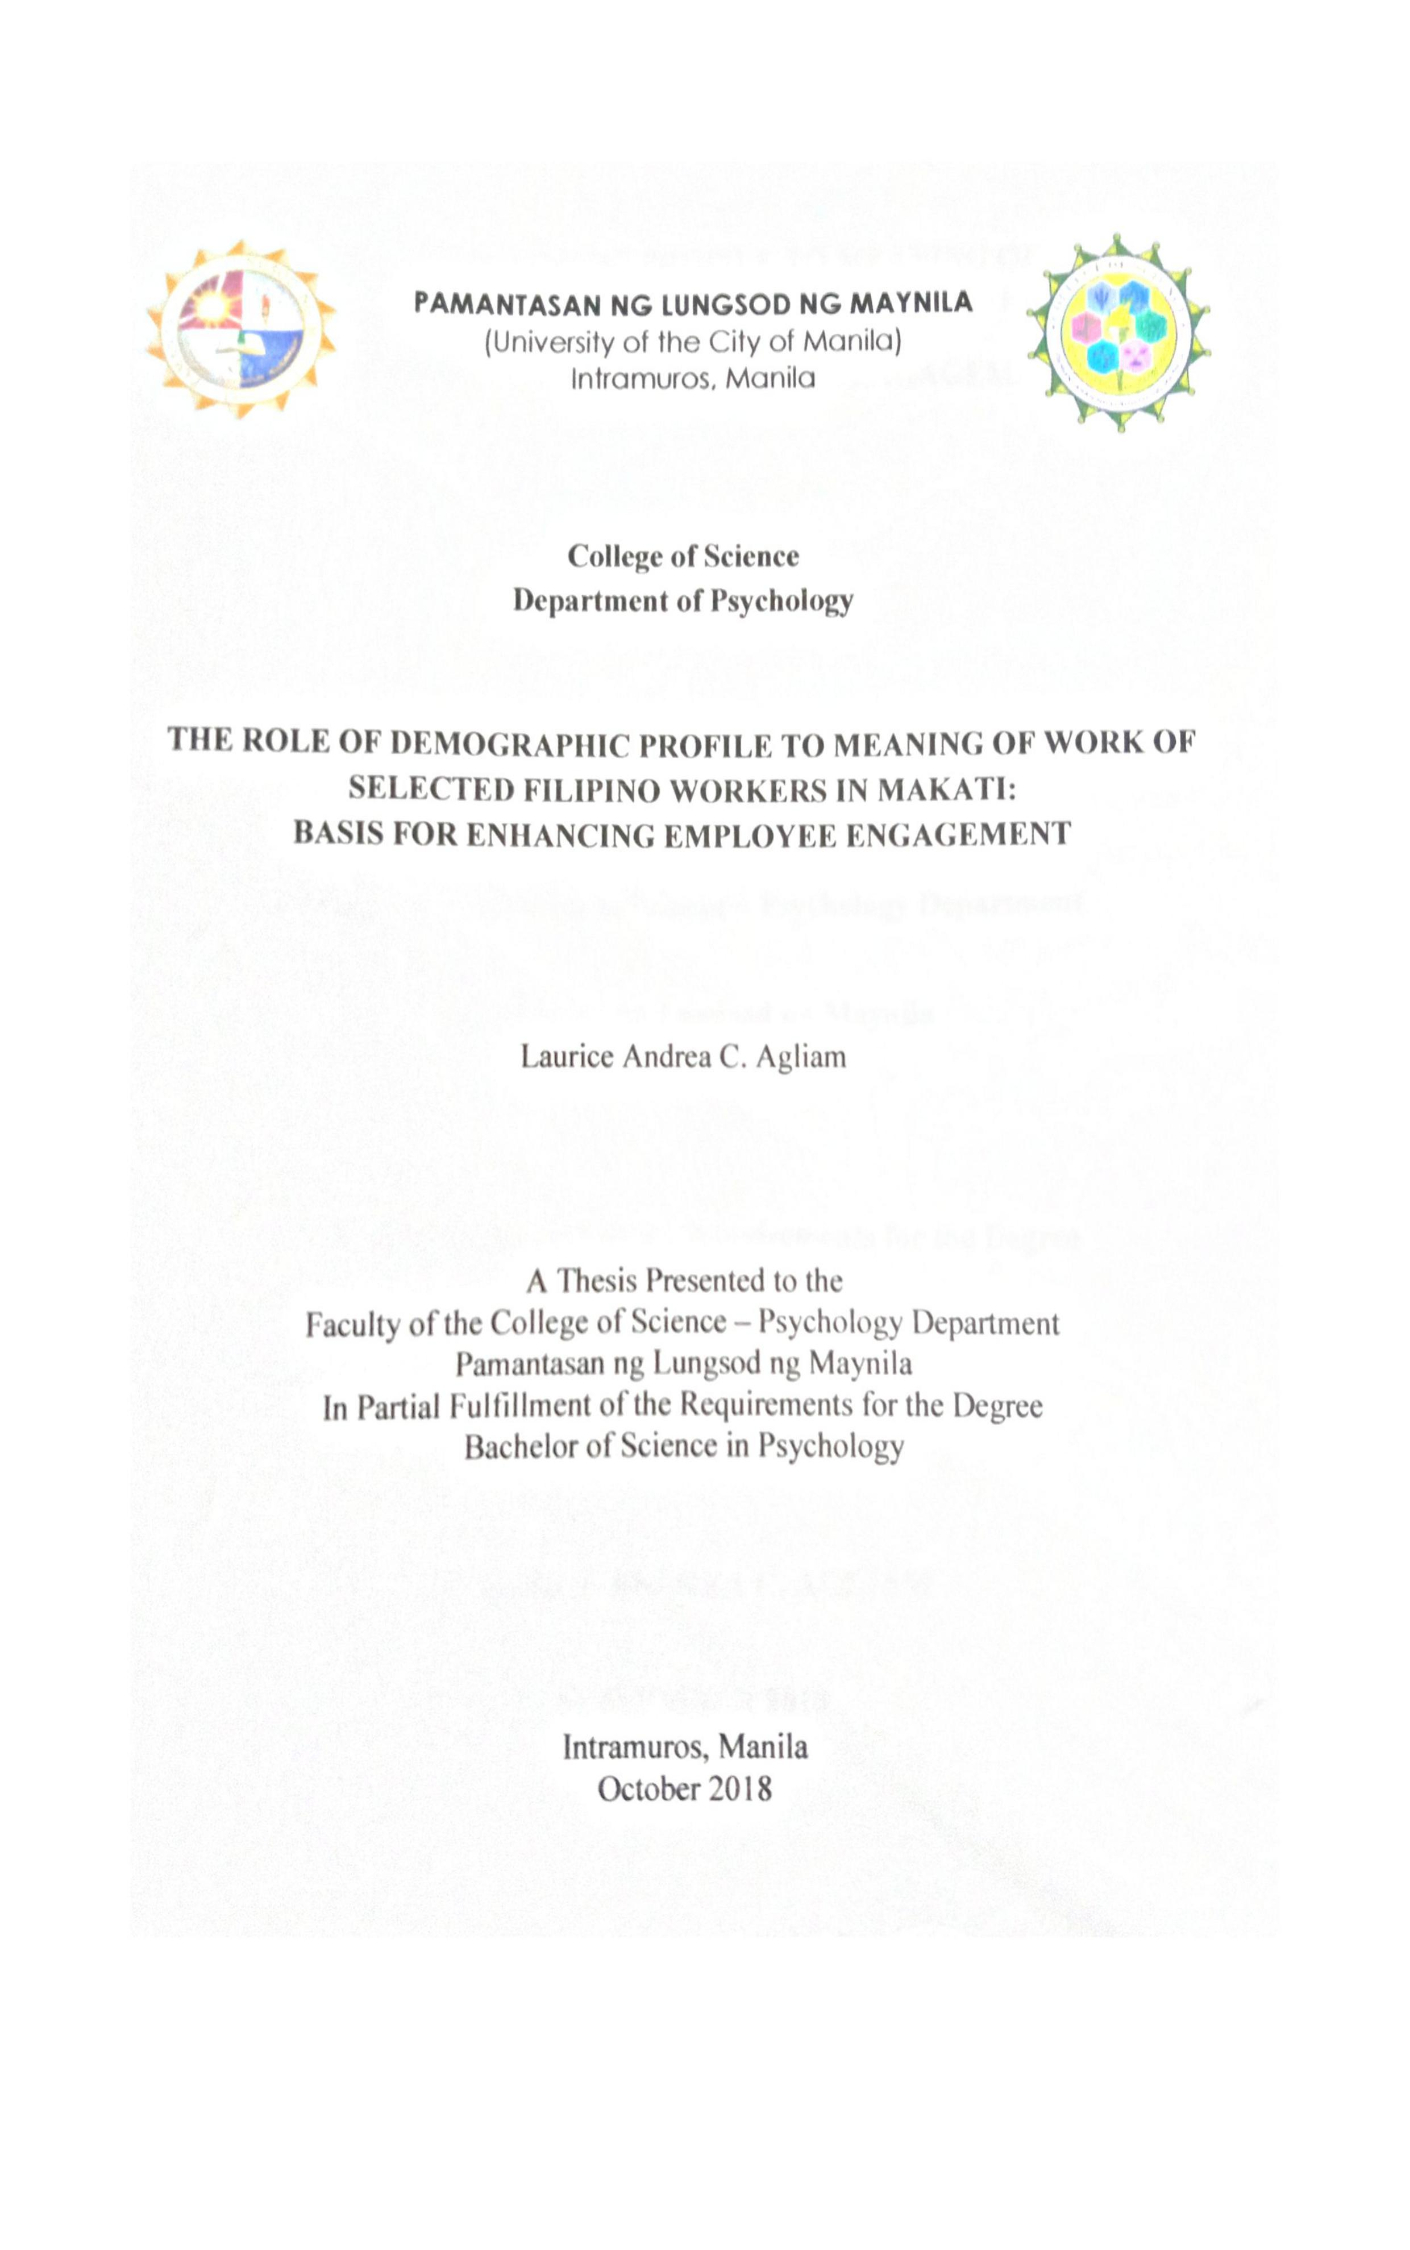 PAMANTASAN NG LUNGSOD NG MAYNILA
(University of the City of Manila)
Intramuros, Manila
College of Science
Department of Psychology
THE ROLE OF DEMOGRAPHIC PROFILE TO MEANING OF WORK OF
SELECTED FILIPINO WORKERS IN MAKATI:
BASIS FOR ENHANCING EMPLOYEE ENGAGEMENT
Laurice Andrea C. Agliam
A Thesis Presented to the
Faculty of the College of Science – Psychology Department
Pamantasan ng Lungsod ng Maynila
In Partial Fulfillment of the Requirements for the Degree
Bachelor of Science in Psychology
Intramuros, Manila
October 2018